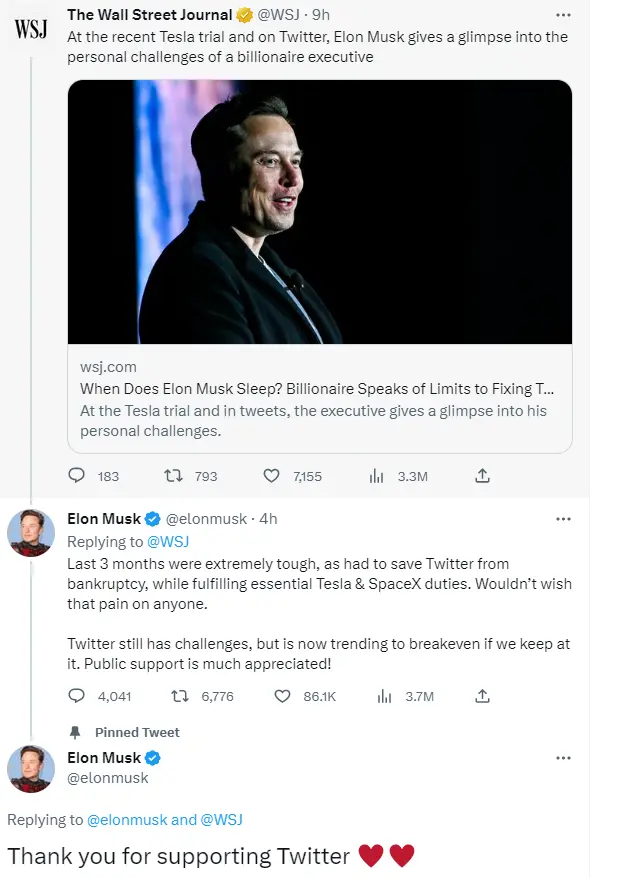 WSJ
The Wall Street Journal @WSJ · 9h
At the recent Tesla trial and on Twitter, Elon Musk gives a glimpse into the
personal challenges of a billionaire executive
wsj.com
When Does Elon Musk Sleep? Billionaire Speaks of Limits to Fixing T...
At the Tesla trial and in tweets, the executive gives a glimpse into his
personal challenges.
183 793 7,155 3.3M
Elon Musk @elonmusk · 4h
Replying to @WSJ
Last 3 months were extremely tough, as had to save Twitter from
bankruptcy, while fulfilling essential Tesla & SpaceX duties. Wouldn’t wish
that pain on anyone.
Twitter still has challenges, but is now trending to breakeven if we keep at
it. Public support is much appreciated!
4,041 6,776 86.1K 3.7M
Pinned Tweet
Elon Musk
@elonmusk
Replying to @elonmusk and @WSJ
Thank you for supporting Twitter ♥️♥️